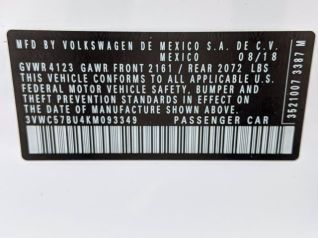 MFD BY VOLKSWAGEN DE MEXICO S.A. DE C.V.
MEXICO 08/18
GVWR 4123 GAWR FRONT 2161 / REAR 2072 LBS
THIS VEHICLE CONFORMS TO ALL APPLICABLE U.S.
FEDERAL MOTOR VEHICLE SAFETY, BUMPER AND
THEFT PREVENTION STANDARDS IN EFFECT ON
THE DATE OF MANUFACTURE SHOWN ABOVE.
3VWC57BU4KM093349 PASSENGER CAR
3521007 3387 M